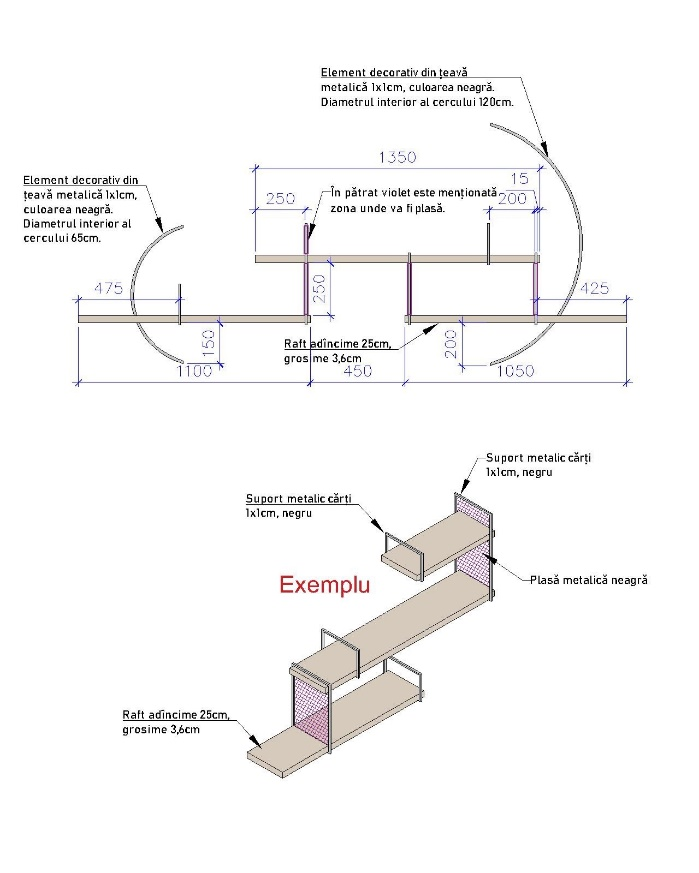 Element decorativ din țeavă
metalică 1x1cm, culoarea neagră.
Diametrul interior al cercului 120cm.
1350
15
Element decorativ din
țeavă metalică 1x1cm,
culoarea neagră.
Diametrul interior al
cercului 65cm.
250
În pătrat violet este menționată
zona unde va fi plasă.
200
475
250
425
150
Raft adîncime 25cm,
grosime 3,6cm
200
1100
450
1050
Suport metalic cărți
1x1cm, negru
Suport metalic cărți
1x1cm, negru
Exemplu
Plasă metalică neagră
Raft adîncime 25cm,
grosime 3,6cm